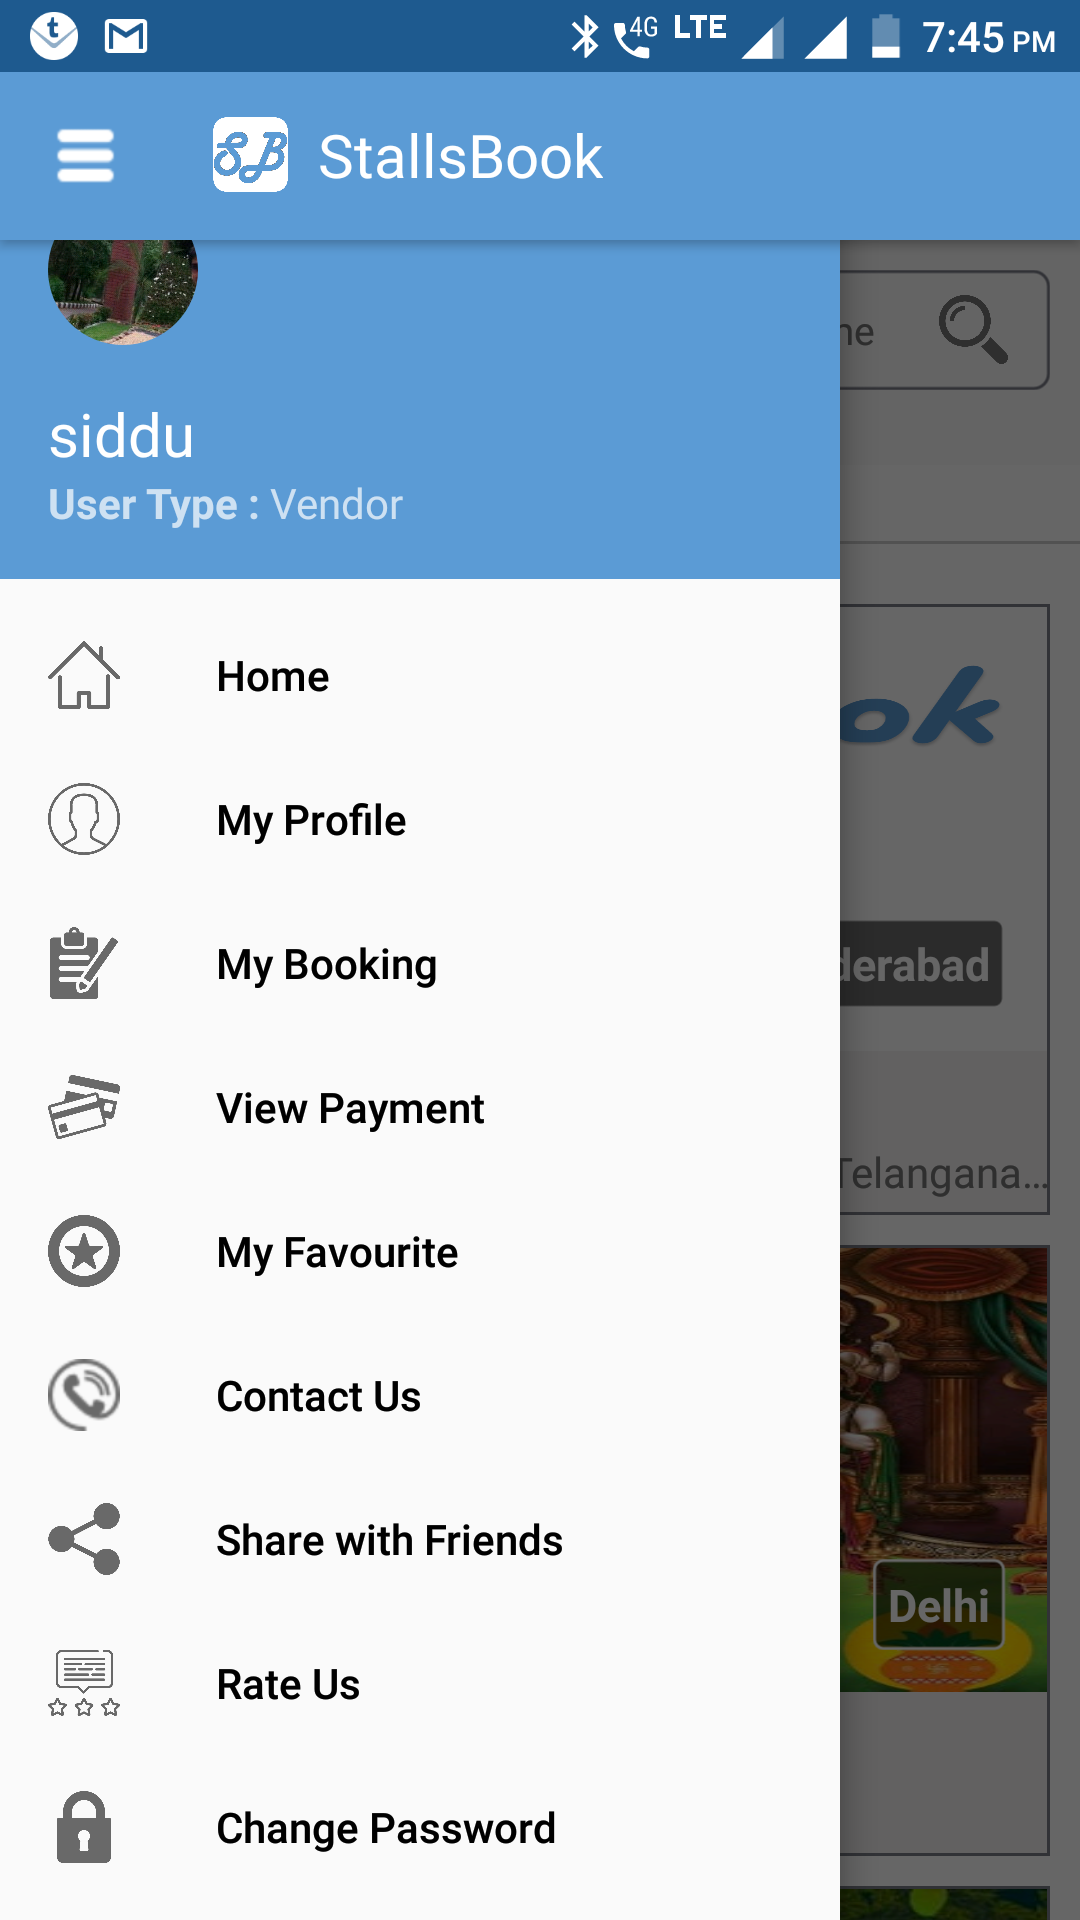 4G LTE 7:45 PM
SB StallsBook
ne
siddu
User Type : Vendor
Home
ok
My Profile
My Booking
derabad
View Payment
Telangana...
My Favourite
Contact Us
Share with Friends
Delhi
Rate Us
Change Password